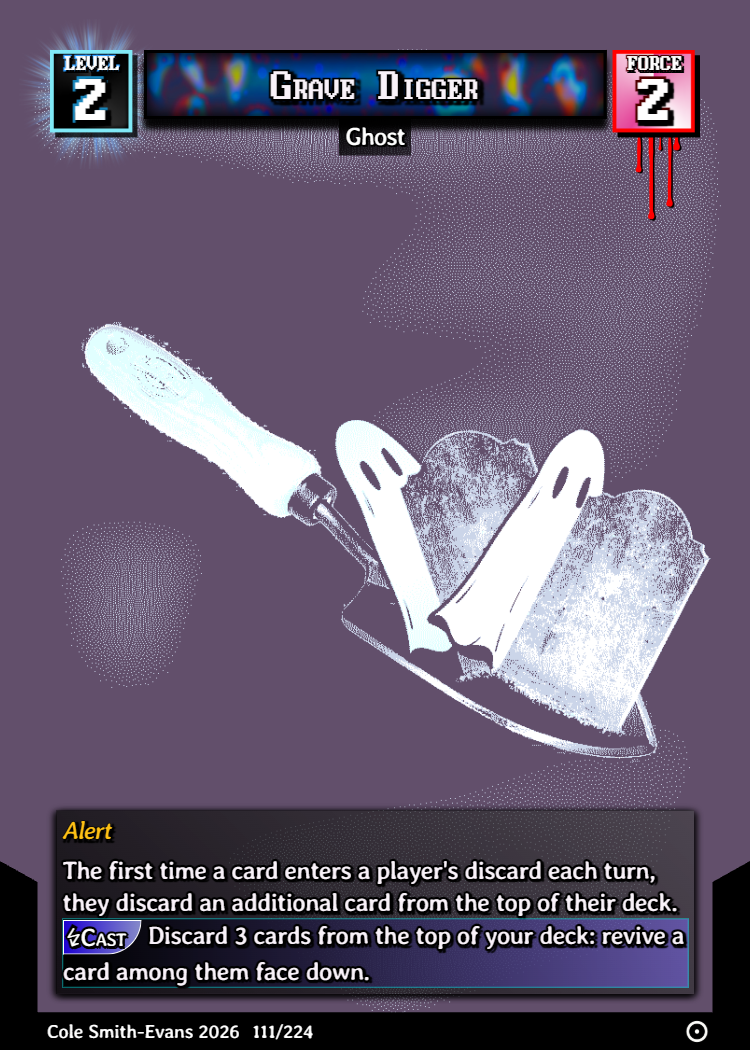 LEVEL
2
GRAVE DIGGER
FORCE
2
Ghost
Alert
The first time a card enters a player's discard each turn,
they discard an additional card from the top of their deck.
CAST Discard 3 cards from the top of your deck: revive a
card among them face down.
Cole Smith-Evans 2026 111/224